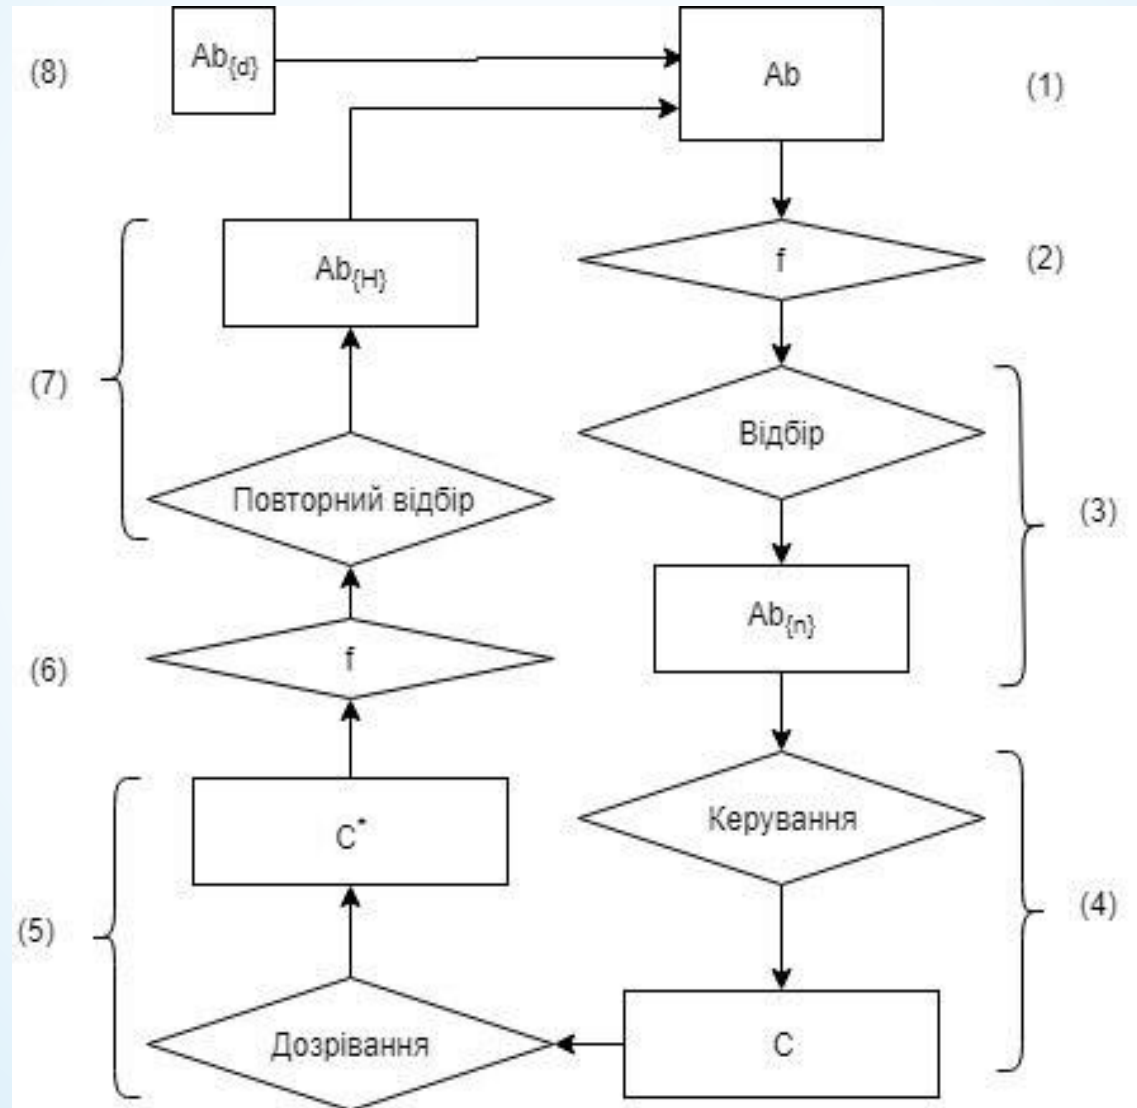 (8)
Ab{d}
Ab
(1)
f
(2)
Відбір
Ab{n}
(3)
Керування
C
(4)
Дозрівання
C*
(5)
f
(6)
Повторний відбір
Ab{H}
(7)